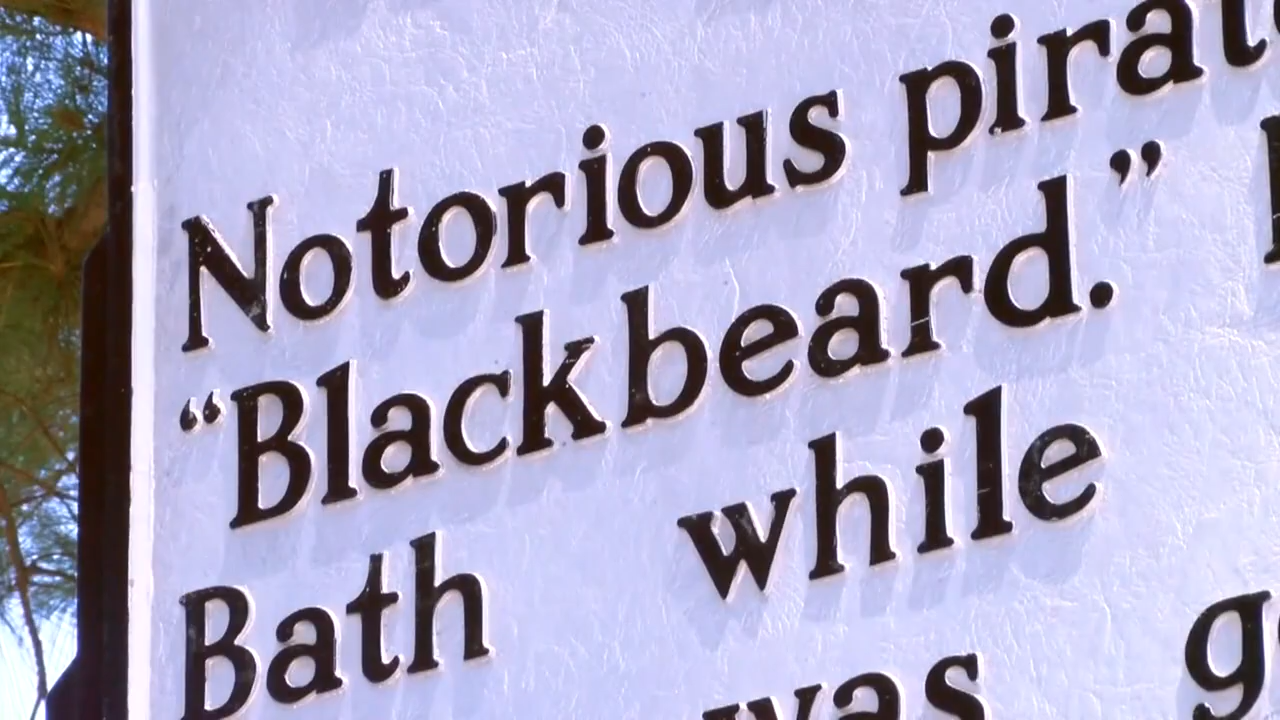 Notorious pirate
“Blackbeard.”
Bath while
was